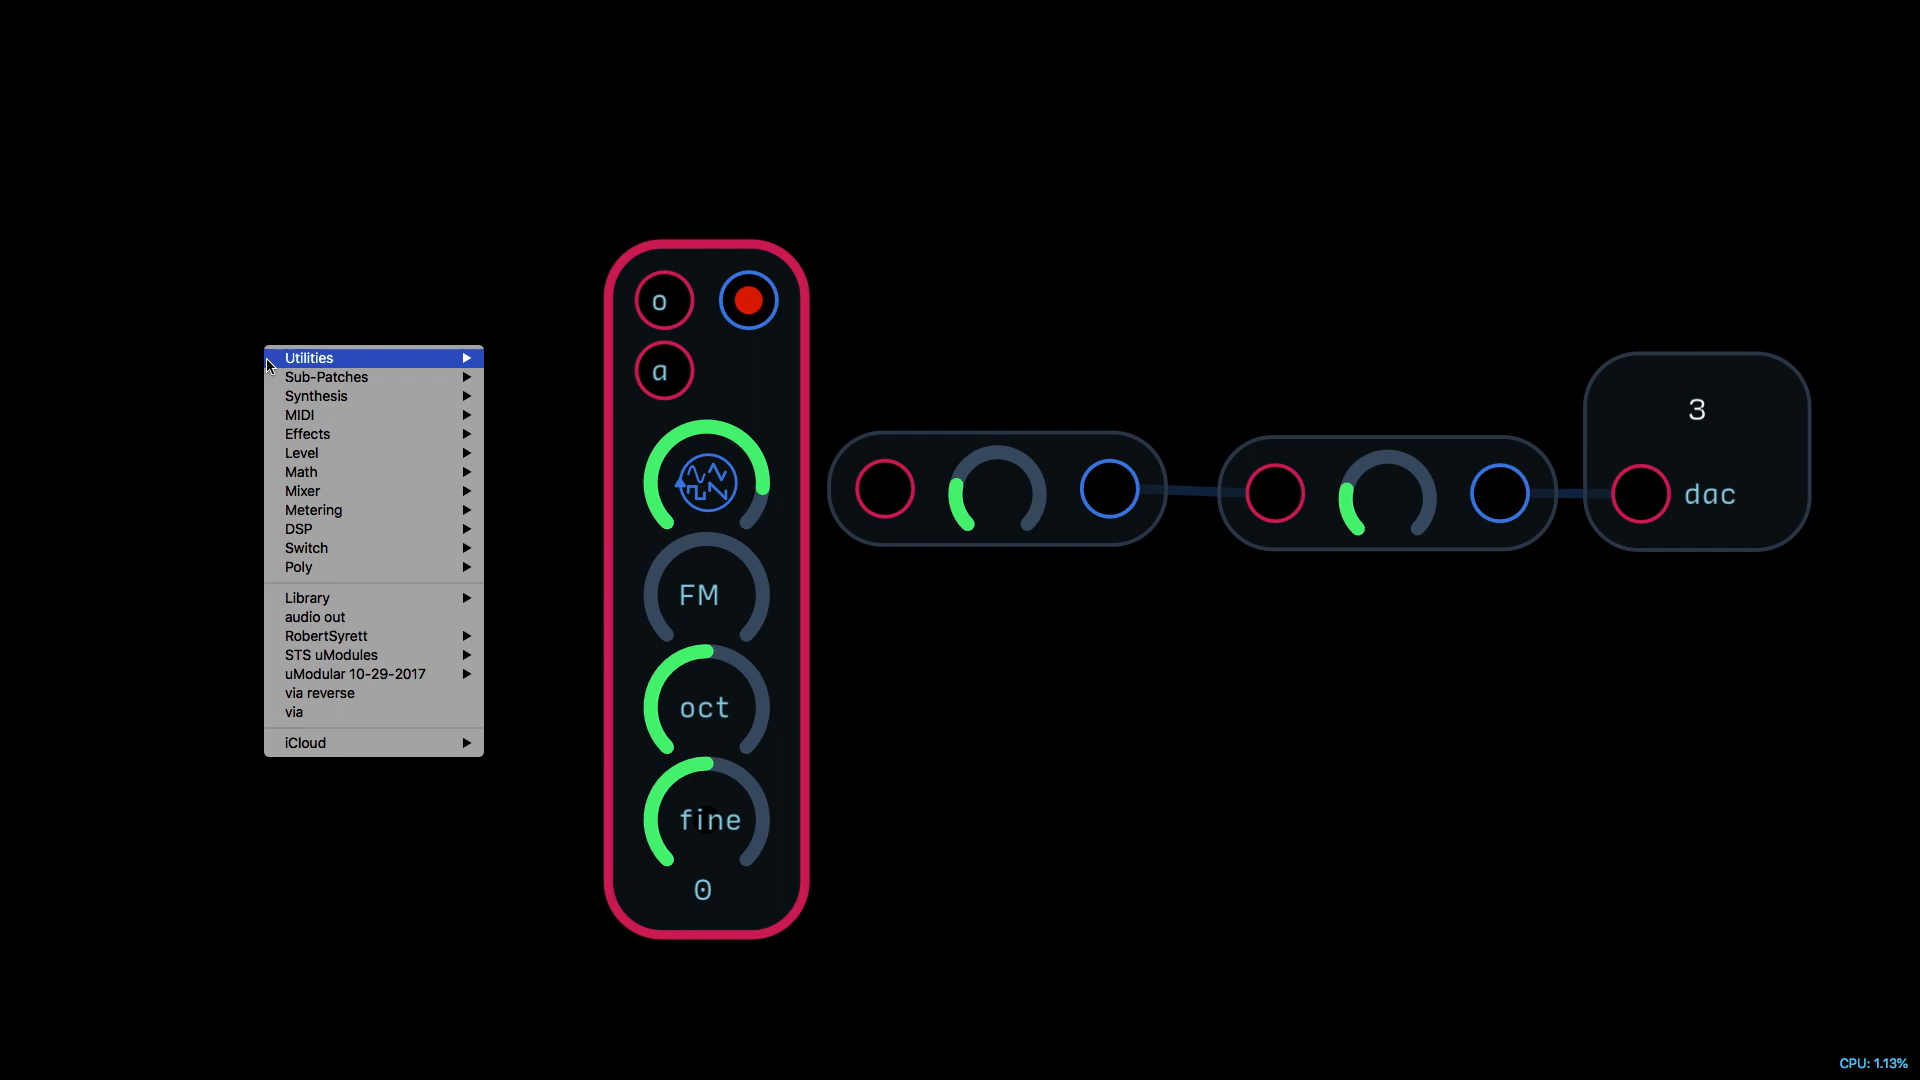 Utilities
Sub-Patches
Synthesis
MIDI
Effects
Level
Math
Mixer
Metering
DSP
Switch
Poly
Library
audio out
RobertSyrett
STS uModules
uModular 10-29-2017
via reverse
via
iCloud
o
a
FM
oct
fine
0
3
dac
CPU: 1.13%